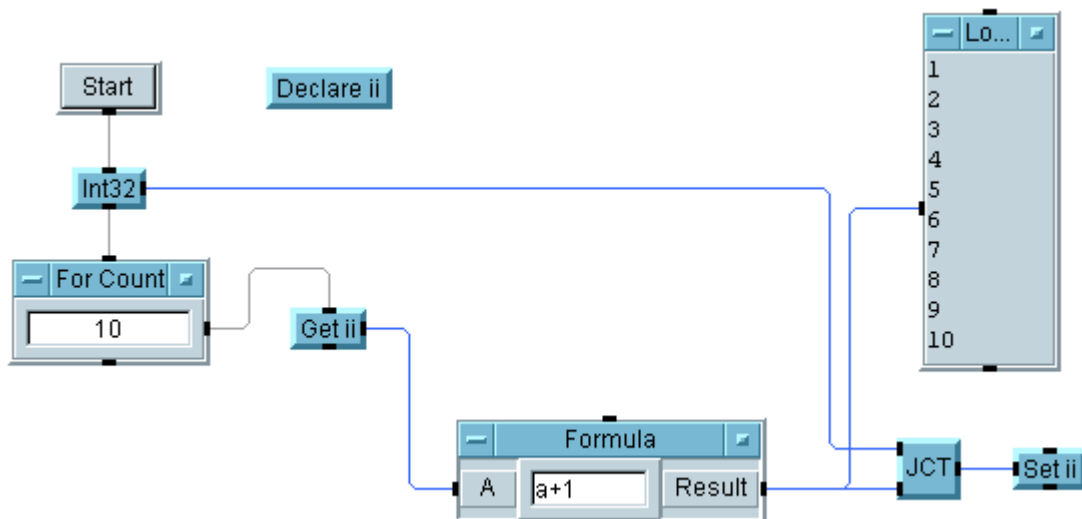 Start
Declare ii
Lo...
1
2
3
4
5
6
7
8
9
10
Int32
For Count
10
Get ii
Formula
A
a+1
Result
JCT
Set ii